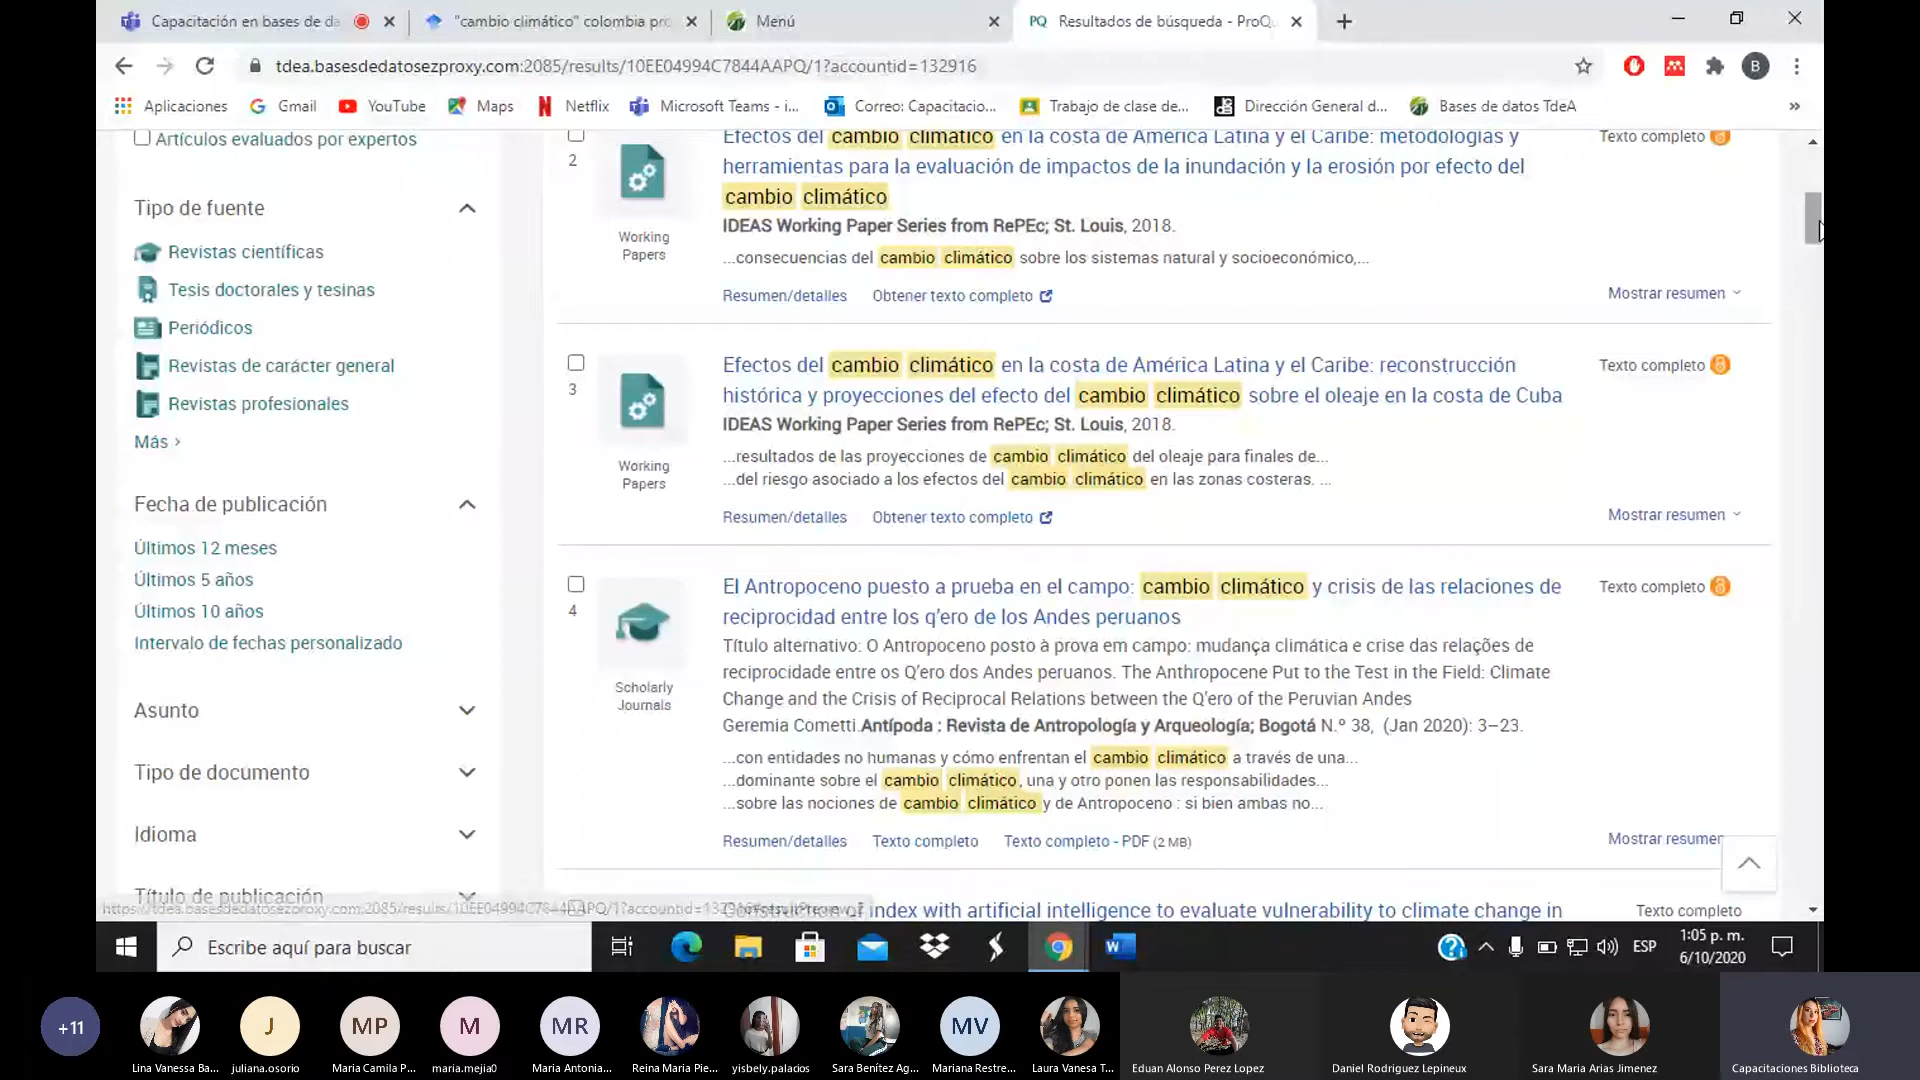 Capacitación en bases de da
"cambio climático" colombia pro
Menú
PQ Resultados de búsqueda - ProQu
tdea.basesdedatosezproxy.com:2085/results/10EE04994C7844AAPQ/1?accountid=132916
B
Aplicaciones
Gmail
YouTube
Maps
Netflix
Microsoft Teams - i...
Correo: Capacitacio...
Trabajo de clase de...
Dirección General d...
Bases de datos TdeA
»
Artículos evaluados por expertos
Tipo de fuente
Revistas científicas
Tesis doctorales y tesinas
Periódicos
Revistas de carácter general
Revistas profesionales
Más >
Fecha de publicación
Últimos 12 meses
Últimos 5 años
Últimos 10 años
Intervalo de fechas personalizado
Asunto
Tipo de documento
Idioma
Título de publicación
2
Working
Papers
Efectos del cambio climático en la costa de América Latina y el Caribe: metodologías y
herramientas para la evaluación de impactos de la inundación y la erosión por efecto del
cambio climático
IDEAS Working Paper Series from RePEc; St. Louis, 2018.
...consecuencias del cambio climático sobre los sistemas natural y socioeconómico,...
Resumen/detalles Obtener texto completo
Texto completo
Mostrar resumen
3
Working
Papers
Efectos del cambio climático en la costa de América Latina y el Caribe: reconstrucción
histórica y proyecciones del efecto del cambio climático sobre el oleaje en la costa de Cuba
IDEAS Working Paper Series from RePEc; St. Louis, 2018.
...resultados de las proyecciones de cambio climático del oleaje para finales de...
...del riesgo asociado a los efectos del cambio climático en las zonas costeras. ...
Resumen/detalles Obtener texto completo
Texto completo
Mostrar resumen
4
Scholarly
Journals
El Antropoceno puesto a prueba en el campo: cambio climático y crisis de las relaciones de
reciprocidad entre los q'ero de los Andes peruanos
Título alternativo: O Antropoceno posto à prova em campo: mudança climática e crise das relações de
reciprocidade entre os Q'ero dos Andes peruanos. The Anthropocene Put to the Test in the Field: Climate
Change and the Crisis of Reciprocal Relations between the Q'ero of the Peruvian Andes
Geremia Cometti.Antípoda : Revista de Antropología y Arqueología; Bogotá N.º 38, (Jan 2020): 3–23.
...con entidades no humanas y cómo enfrentan el cambio climático a través de una...
...dominante sobre el cambio climático, una y otro ponen las responsabilidades...
...sobre las nociones de cambio climático y de Antropoceno : si bien ambas no...
Resumen/detalles Texto completo Texto completo - PDF (2 MB)
Texto completo
Mostrar resumen
index with artificial intelligence to evaluate vulnerability to climate change in
Texto completo
Escribe aquí para buscar
ESP
1:05 p. m.
6/10/2020
+11
J
MP
M
MR
MV
Lina Vanessa Ba...
juliana.osorio
Maria Camila P...
maria.mejia0
Maria Antonia...
Reina Maria Pie...
yisbely.palacios
Sara Benítez Ag...
Mariana Restre...
Laura Vanesa T...
Eduan Alonso Perez Lopez
Daniel Rodriguez Lepineux
Sara Maria Arias Jimenez
Capacitaciones Biblioteca